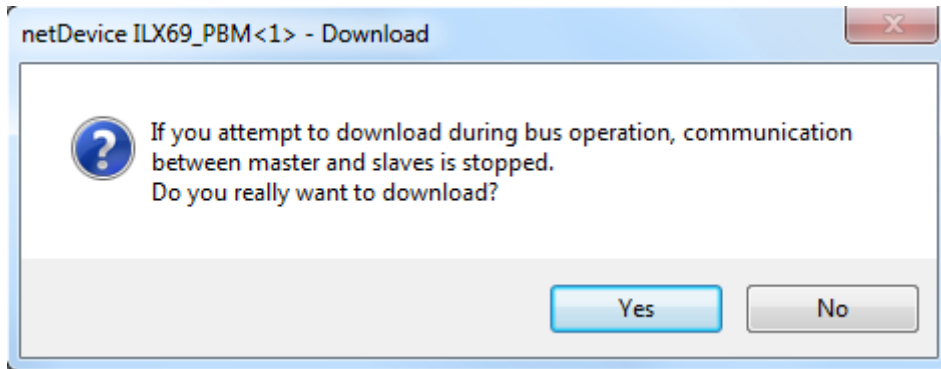 netDevice ILX69_PBM<1> - Download
If you attempt to download during bus operation, communication
between master and slaves is stopped.
Do you really want to download?
Yes
No